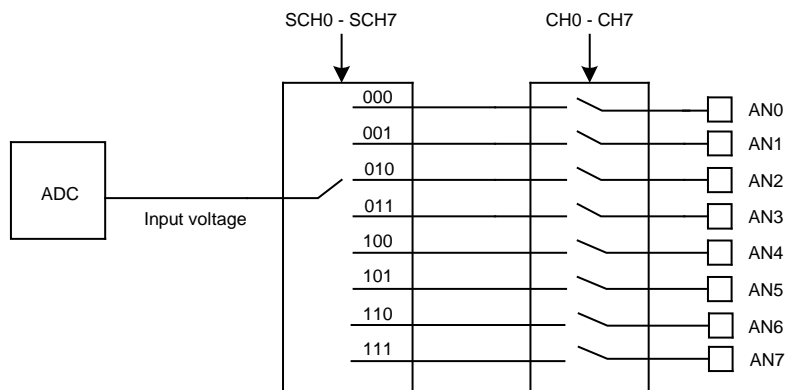 SCH0 - SCH7
CH0 - CH7
000
AN0
001
AN1
ADC
010
AN2
Input voltage
011
AN3
100
AN4
101
AN5
110
AN6
111
AN7